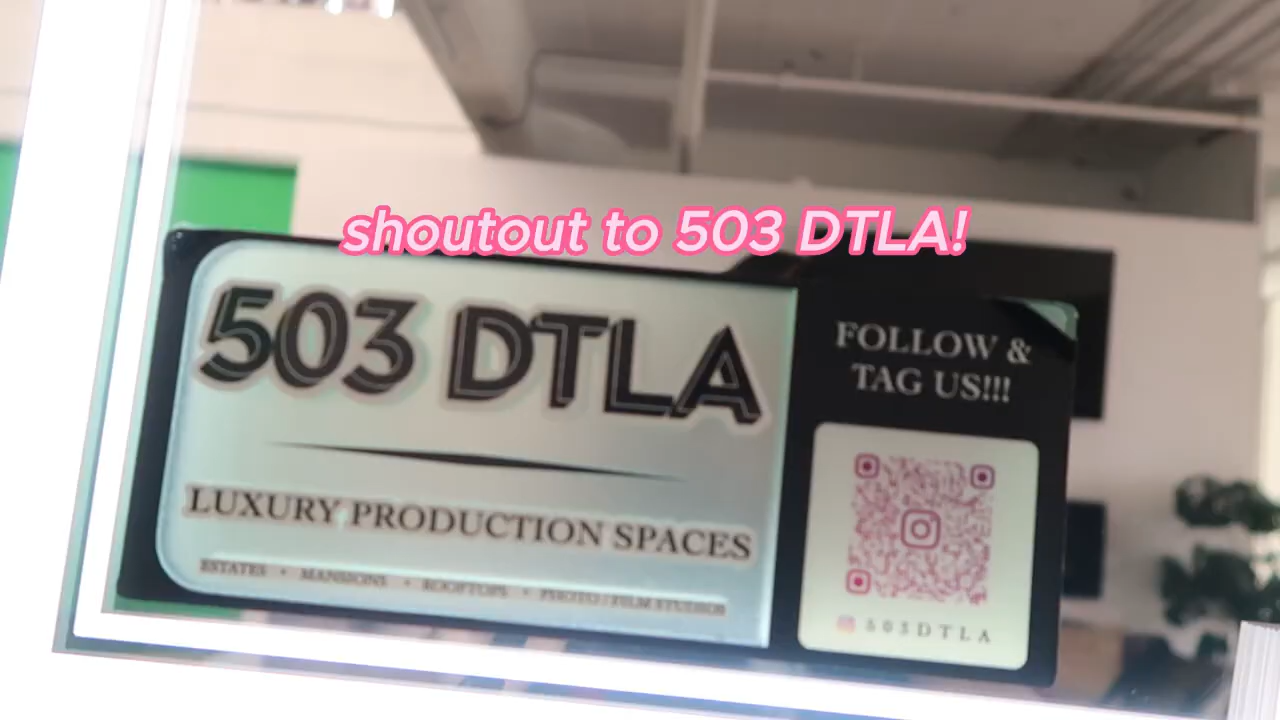 shoutout to 503 DTLA!
503 DTLA
LUXURY PRODUCTION SPACES
ESTATES • MANSIONS • ROOFTOPS • PHOTO / FILM STUDIOS
FOLLOW &
TAG US!!!
503DTLA